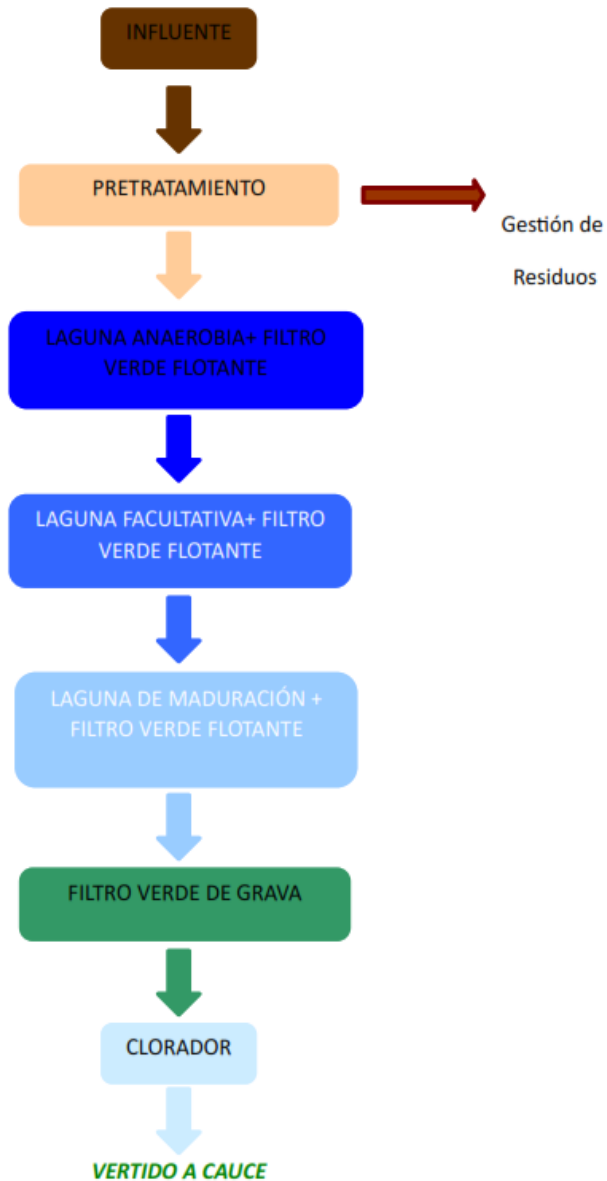 INFLUENTE
PRETRATAMIENTO
Gestión de
Residuos
LAGUNA ANAEROBIA+ FILTRO
VERDE FLOTANTE
LAGUNA FACULTATIVA+ FILTRO
VERDE FLOTANTE
LAGUNA DE MADURACIÓN +
FILTRO VERDE FLOTANTE
FILTRO VERDE DE GRAVA
CLORADOR
VERTIDO A CAUCE